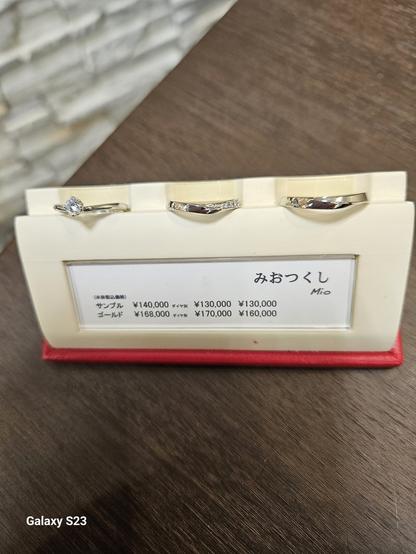 みおつくし
Mio
(本体税込価格)
サンプル ¥140,000 ダイヤ別 ¥130,000 ¥130,000
ゴールド ¥168,000 ダイヤ別 ¥170,000 ¥160,000
Galaxy S23